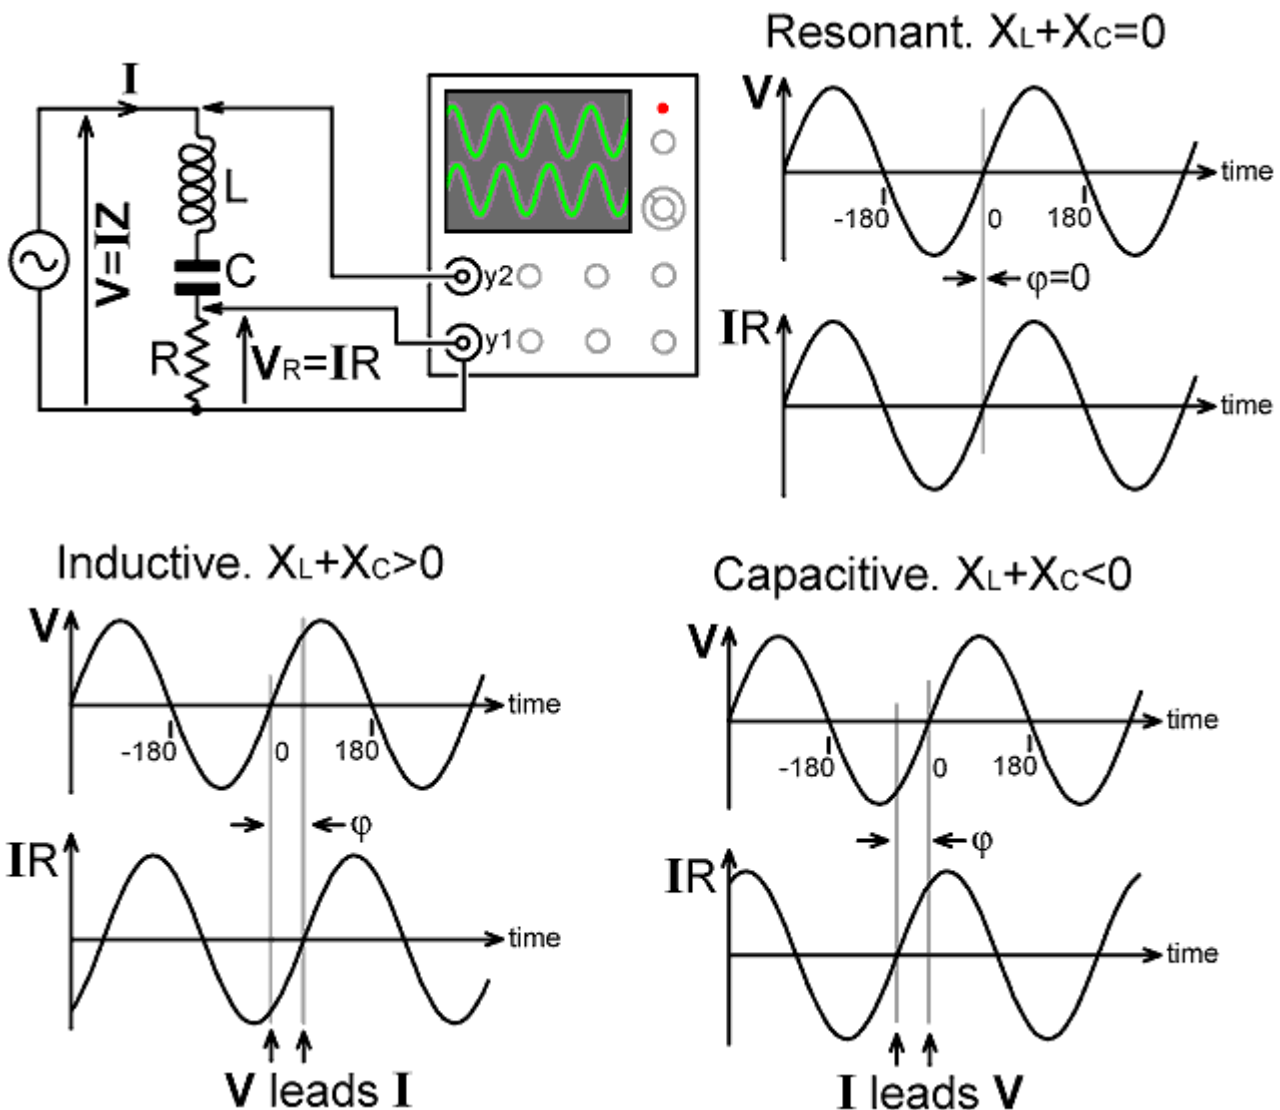 I
L
C
R
V=IZ
VR=IR
y2
y1
Resonant. XL+XC=0
V
time
-180
0
180
φ=0
IR
time
Inductive. XL+XC>0
V
time
-180
0
180
φ
IR
time
V leads I
Capacitive. XL+XC<0
V
time
-180
0
180
φ
IR
time
I leads V